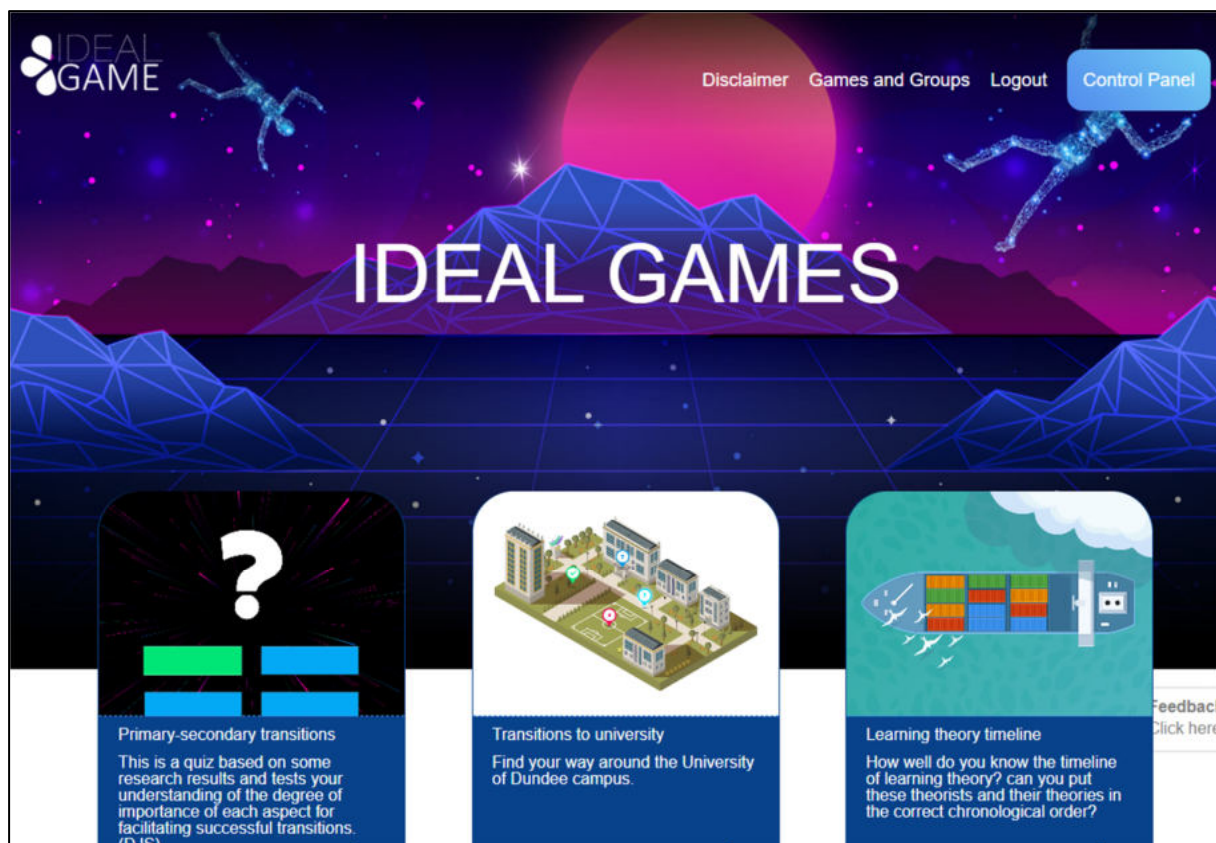 IDEAL
GAME
Disclaimer Games and Groups Logout Control Panel
IDEAL GAMES
?
Primary-secondary transitions
This is a quiz based on some
research results and tests your
understanding of the degree of
importance of each aspect for
facilitating successful transitions.
Transitions to university
Find your way around the University
of Dundee campus.
Learning theory timeline
How well do you know the timeline
of learning theory? can you put
these theorists and their theories in
the correct chronological order?
Click here